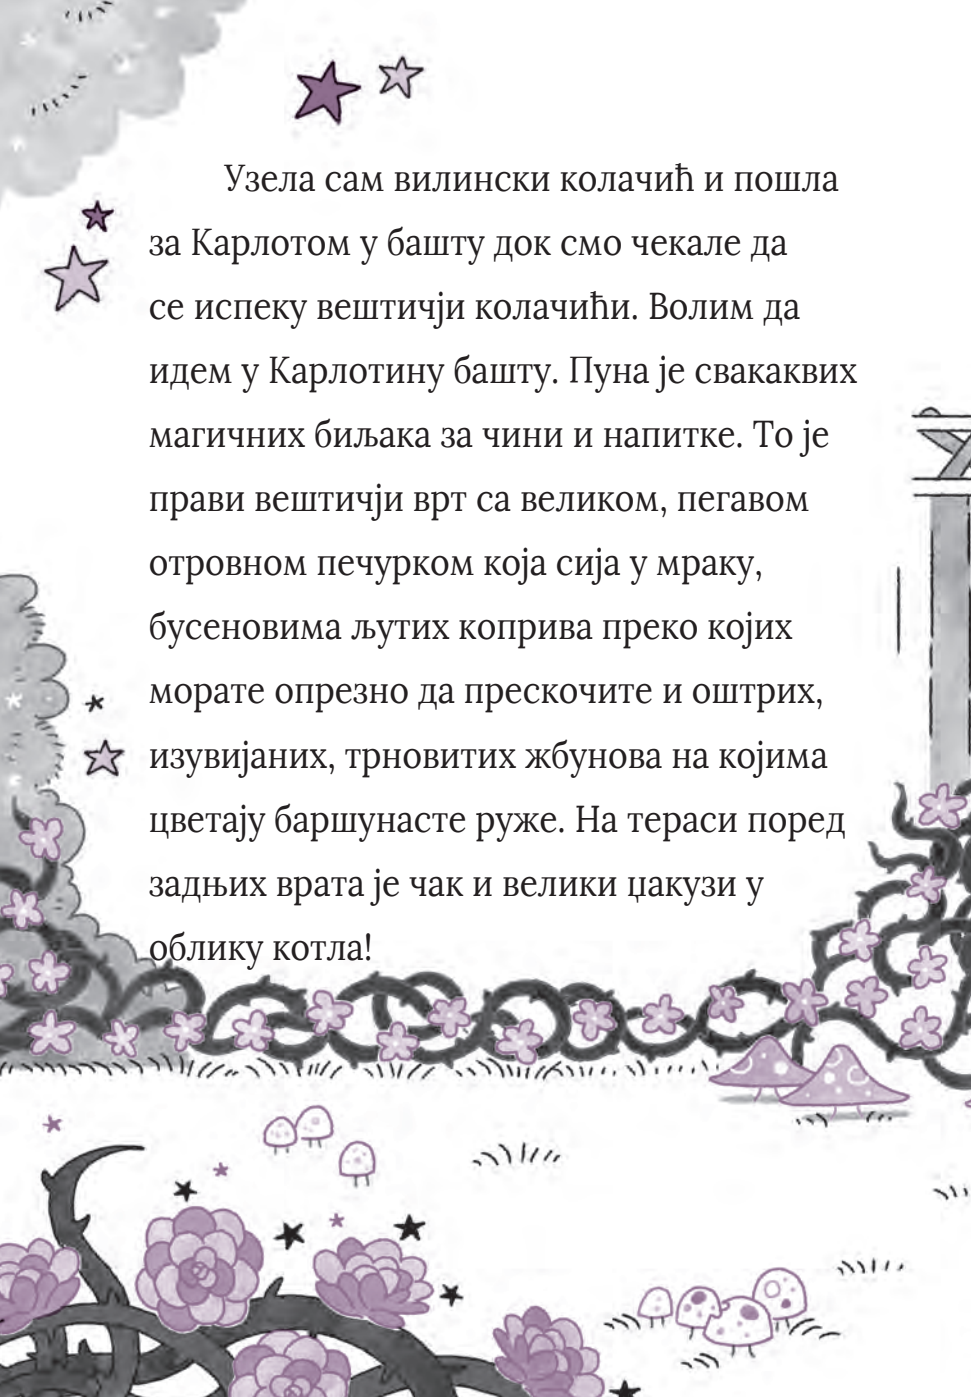 Узела сам вилински колачић и пошла
за Карлотом у башту док смо чекале да
се испеку вештичји колачићи. Волим да
идем у Карлотину башту. Пуна је свакаквих
магичних биљака за чини и напитке. То је
прави вештичји врт са великом, пегавом
отровном печурком која сија у мраку,
бусеновима љутих коприва преко којих
морате опрезно да прескочите и оштрих,
изувијаних, трновитих жбунова на којима
цветају баршунасте руже. На тераси поред
задњих врата је чак и велики џакузи у
облику котла!